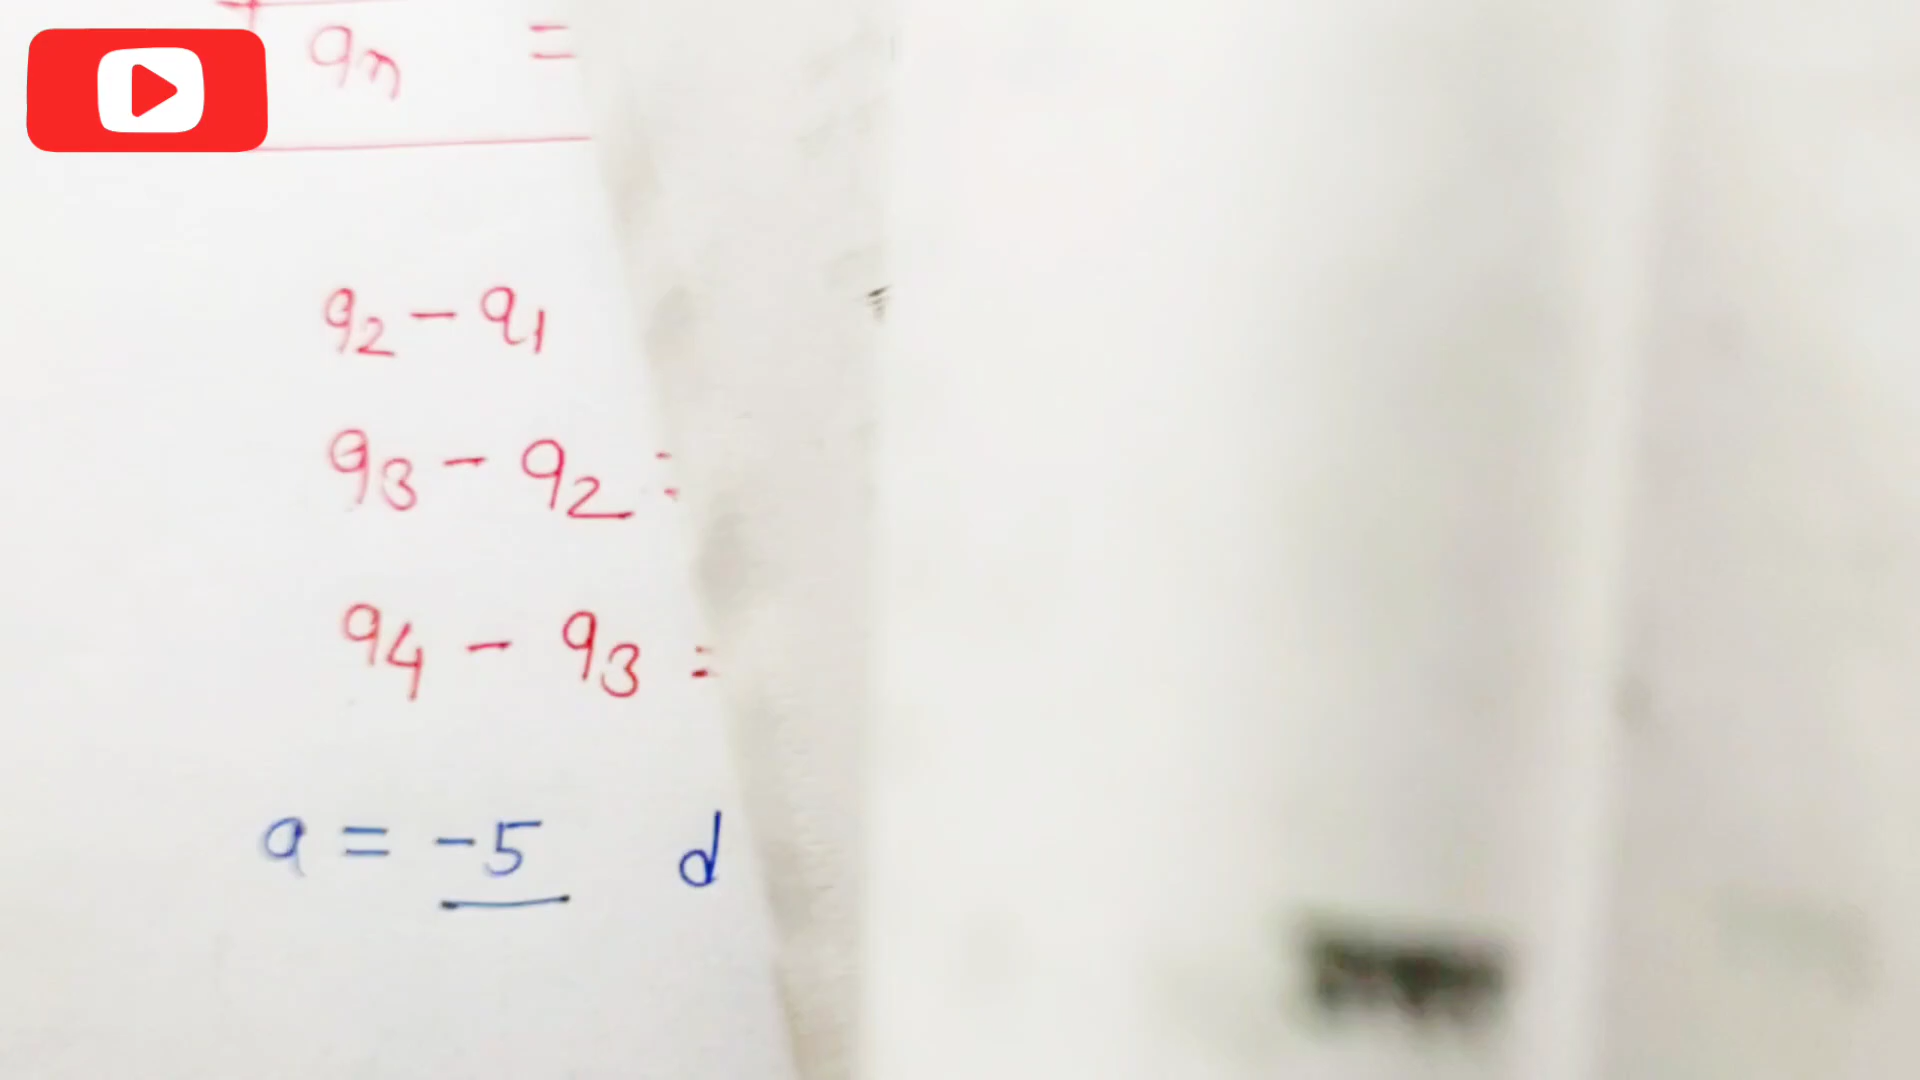 aₙ =
a₂ - a₁
a₃ - a₂ =
a₄ - a₃ =
a = -5 d